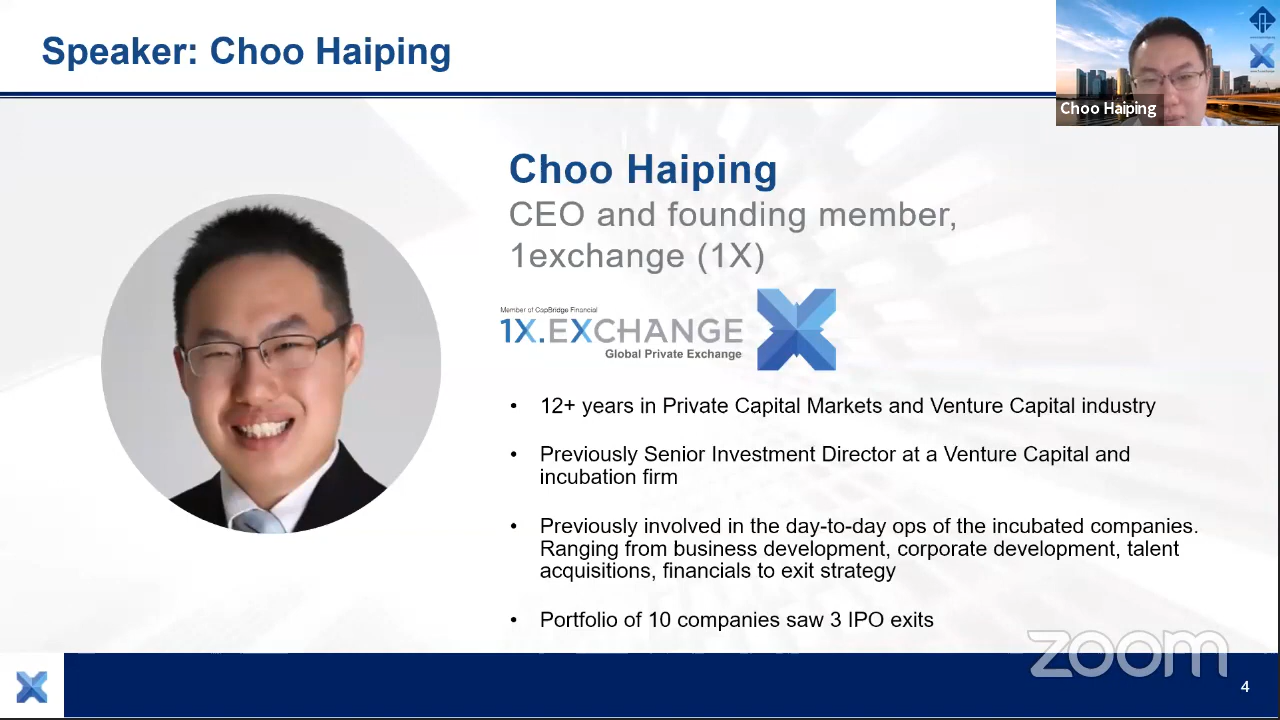 Speaker: Choo Haiping
Choo Haiping
Choo Haiping
CEO and founding member,
1exchange (1X)
Member of CapBridge Financial
1X.EXCHANGE
Global Private Exchange
• 12+ years in Private Capital Markets and Venture Capital industry
• Previously Senior Investment Director at a Venture Capital and
incubation firm
• Previously involved in the day-to-day ops of the incubated companies.
Ranging from business development, corporate development, talent
acquisitions, financials to exit strategy
• Portfolio of 10 companies saw 3 IPO exits
zoom
4